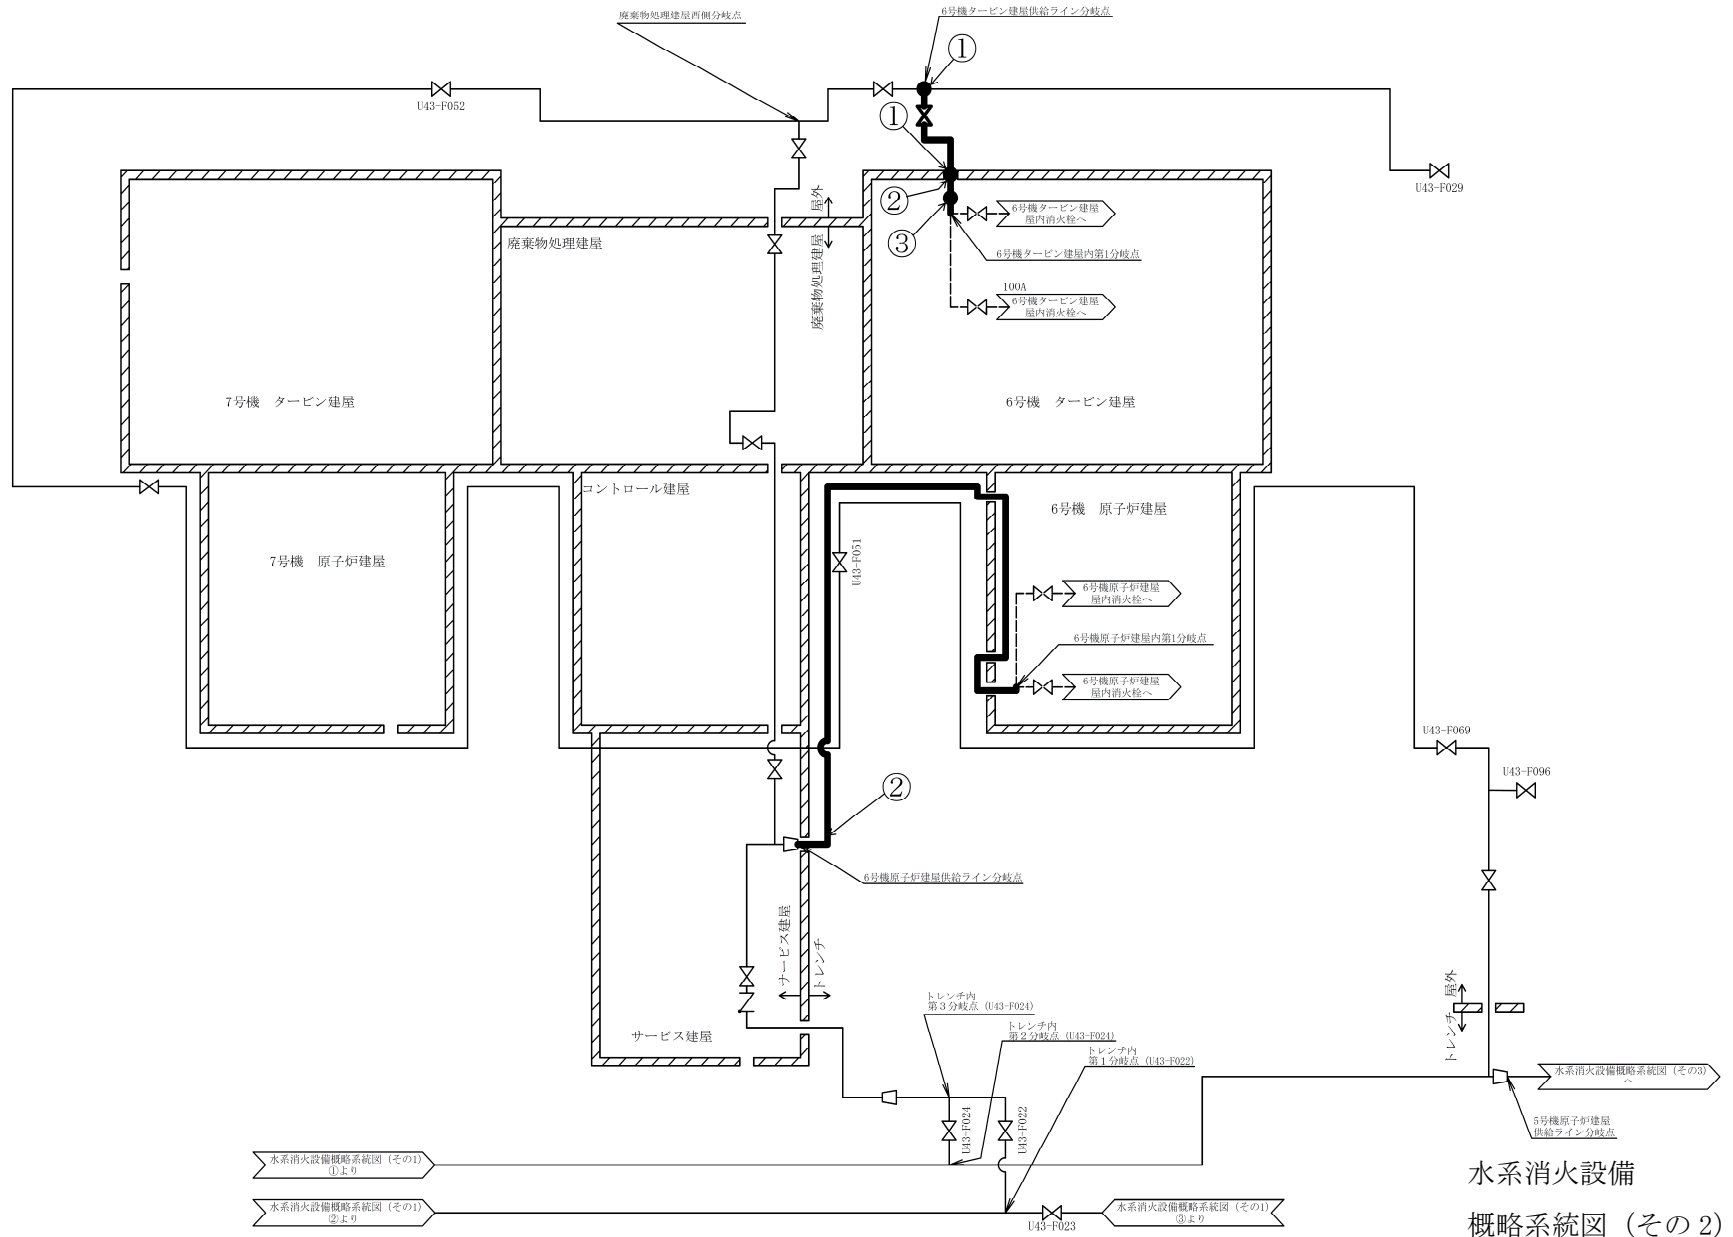 廃棄物処理建屋西側分岐点
6号機タービン建屋供給ライン分岐点
①
U43-F052
①
U43-F029
②
屋外
6号機タービン建屋
屋内消火栓へ
③
廃棄物処理建屋
廃棄物処理建屋
6号機タービン建屋内第1分岐点
100A
6号機タービン建屋
屋内消火栓へ
7号機 タービン建屋
6号機 タービン建屋
コントロール建屋
6号機 原子炉建屋
7号機 原子炉建屋
U43-F051
6号機原子炉建屋
屋内消火栓へ
6号機原子炉建屋内第1分岐点
6号機原子炉建屋
屋内消火栓へ
U43-F069
U43-F096
②
6号機原子炉建屋供給ライン分岐点
サービス建屋
トレンチ
屋外
トレンチ
トレンチ内
第3分岐点（U43-F024）
トレンチ内
第2分岐点（U43-F024）
トレンチ内
第1分岐点（U43-F022）
サービス建屋
水系消火設備概略系統図（その3）
へ
U43-F024
U43-F022
5号機原子炉建屋
供給ライン分岐点
水系消火設備概略系統図（その1）
①より
水系消火設備概略系統図（その1）
②より
U43-F023
水系消火設備概略系統図（その1）
③より
水系消火設備
概略系統図（その 2）